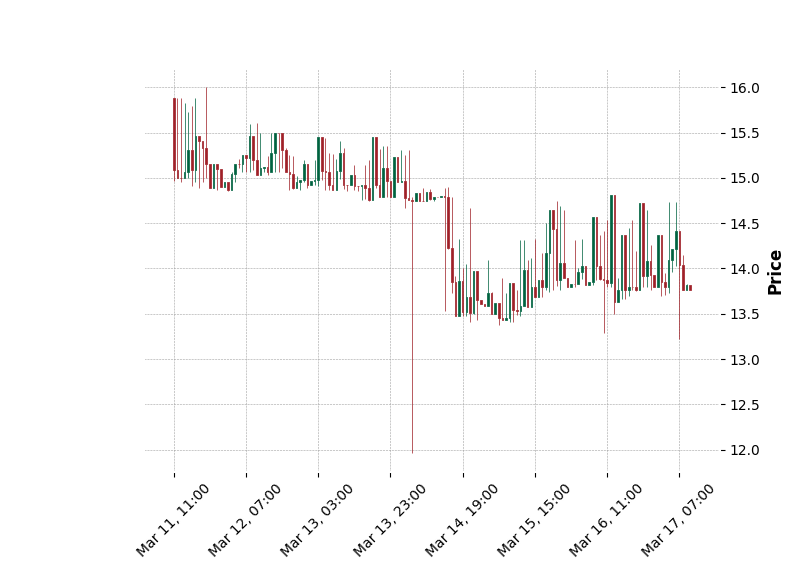 16.0
15.5
15.0
14.5
14.0
13.5
13.0
12.5
12.0
Price
Mar 11, 11:00
Mar 12, 07:00
Mar 13, 03:00
Mar 13, 23:00
Mar 14, 19:00
Mar 15, 15:00
Mar 16, 11:00
Mar 17, 07:00